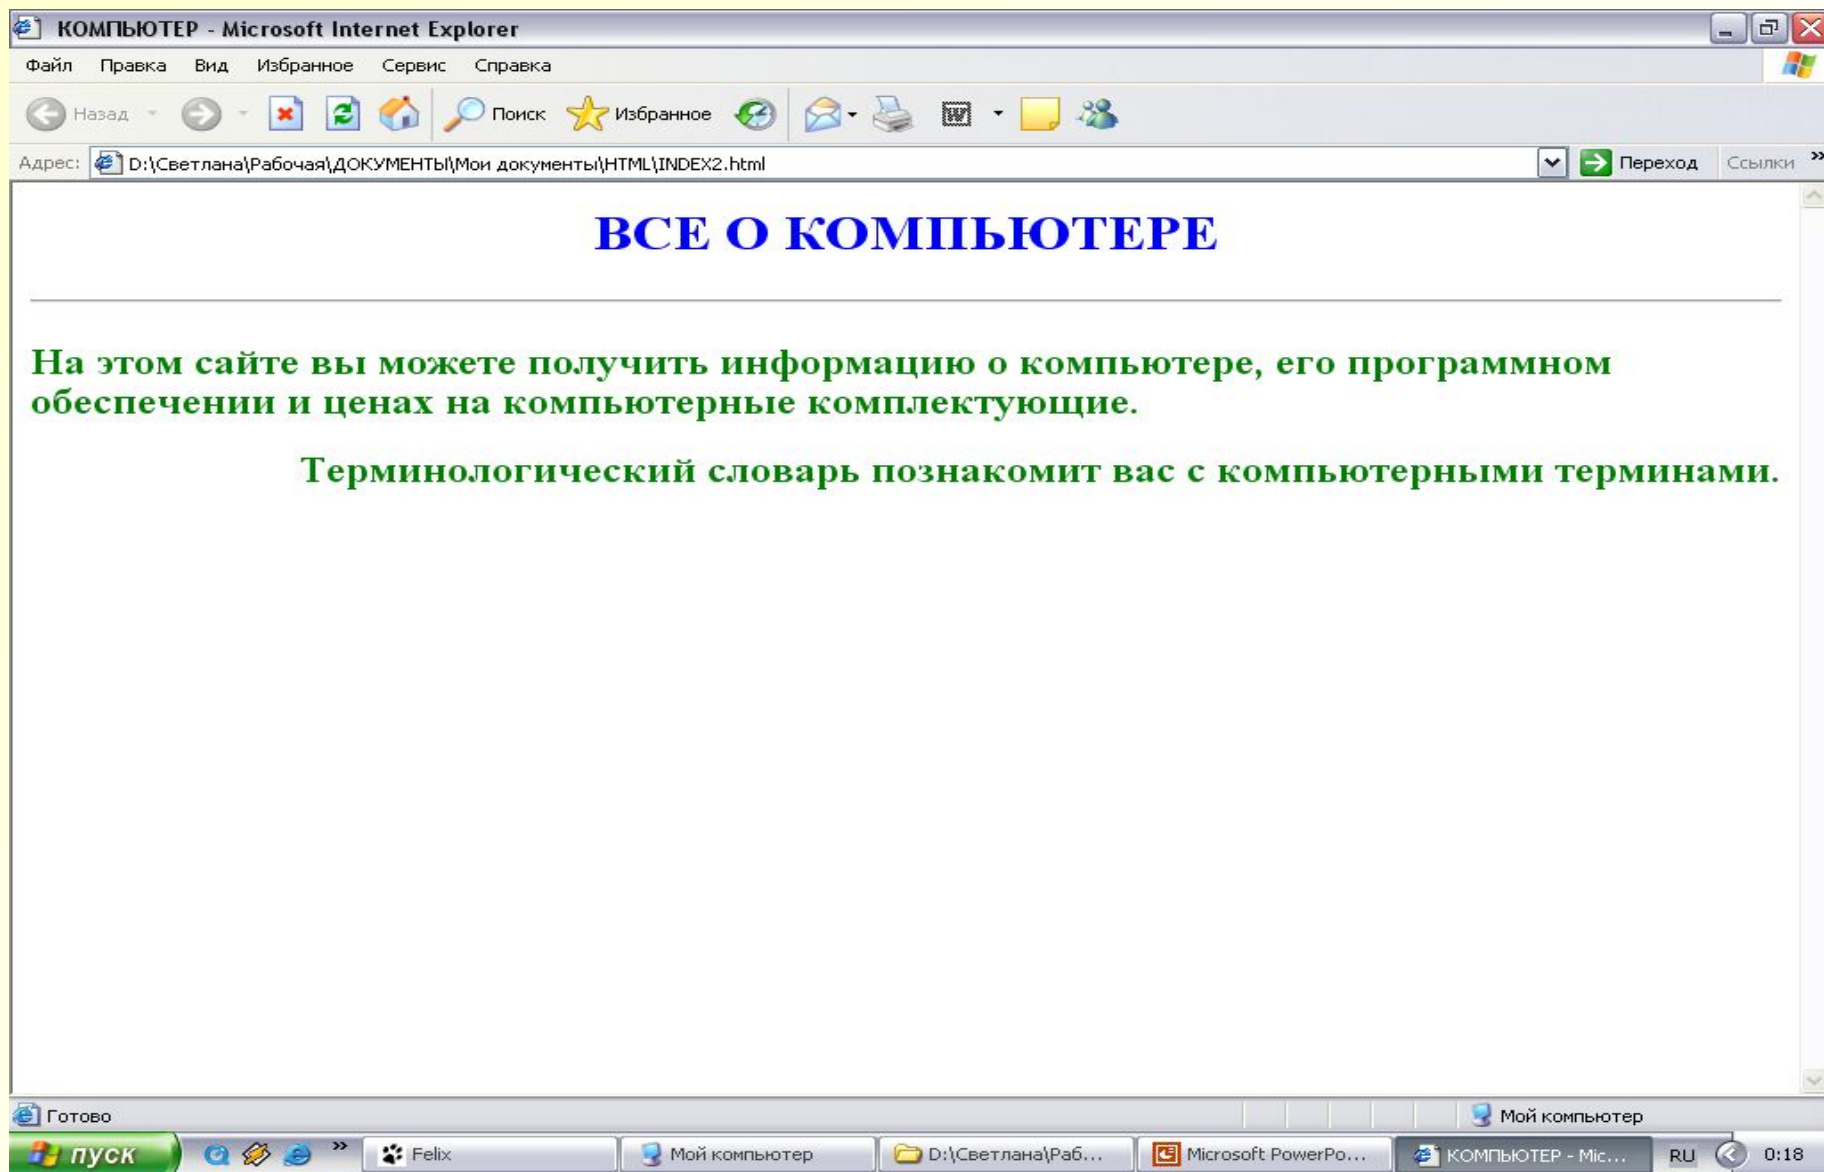 КОМПЬЮТЕР - Microsoft Internet Explorer
Файл Правка Вид Избранное Сервис Справка
Назад Поиск Избранное
Адрес: D:\Светлана\Рабочая\ДОКУМЕНТЫ\Мои документы\HTML\INDEX2.html Переход Ссылки »
ВСЕ О КОМПЬЮТЕРЕ
На этом сайте вы можете получить информацию о компьютере, его программном
обеспечении и ценах на компьютерные комплектующие.
Терминологический словарь познакомит вас с компьютерными терминами.
Готово Мой компьютер
пуск » Felix Мой компьютер D:\Светлана\Раб... Microsoft PowerPo... КОМПЬЮТЕР - Mic... RU 0:18